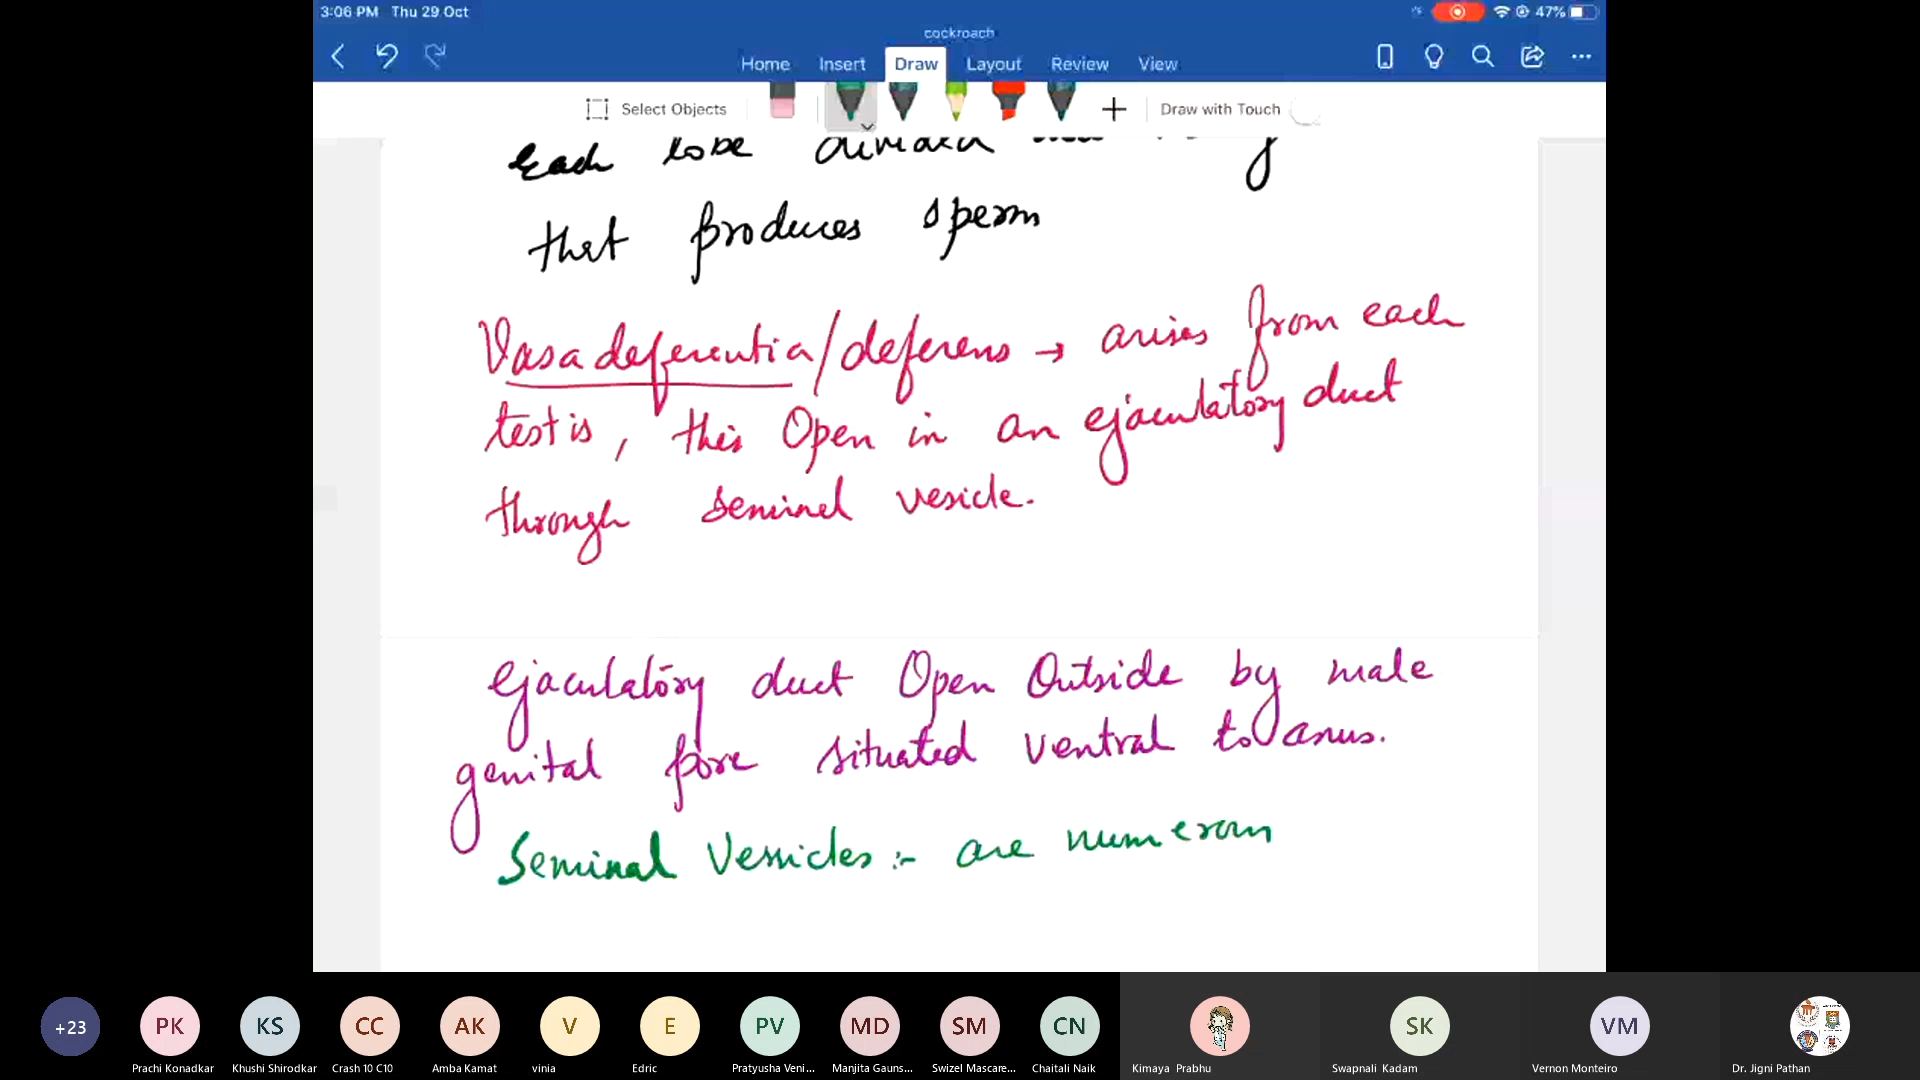 3:06 PM Thu 29 Oct
47%
cockroach
Home Insert Draw Layout Review View
Select Objects
Draw with Touch
Each lobe
that produces sperm
Vasa deferentia/deferens → arises from each
testis, this Open in an ejaculatory duct
through seminal vesicle.
Ejaculatory duct Open Outside by male
genital pore situated ventral to anus.
Seminal Vessicles :- are numerous
+23
PK
KS
CC
AK
V
E
PV
MD
SM
CN
SK
VM
Prachi Konadkar
Khushi Shirodkar
Crash 10 C10
Amba Kamat
vinia
Edric
Pratyusha Veni...
Manjita Gauns...
Swizel Mascare...
Chaitali Naik
Kimaya Prabhu
Swapnali Kadam
Vernon Monteiro
Dr. Jigni Pathan